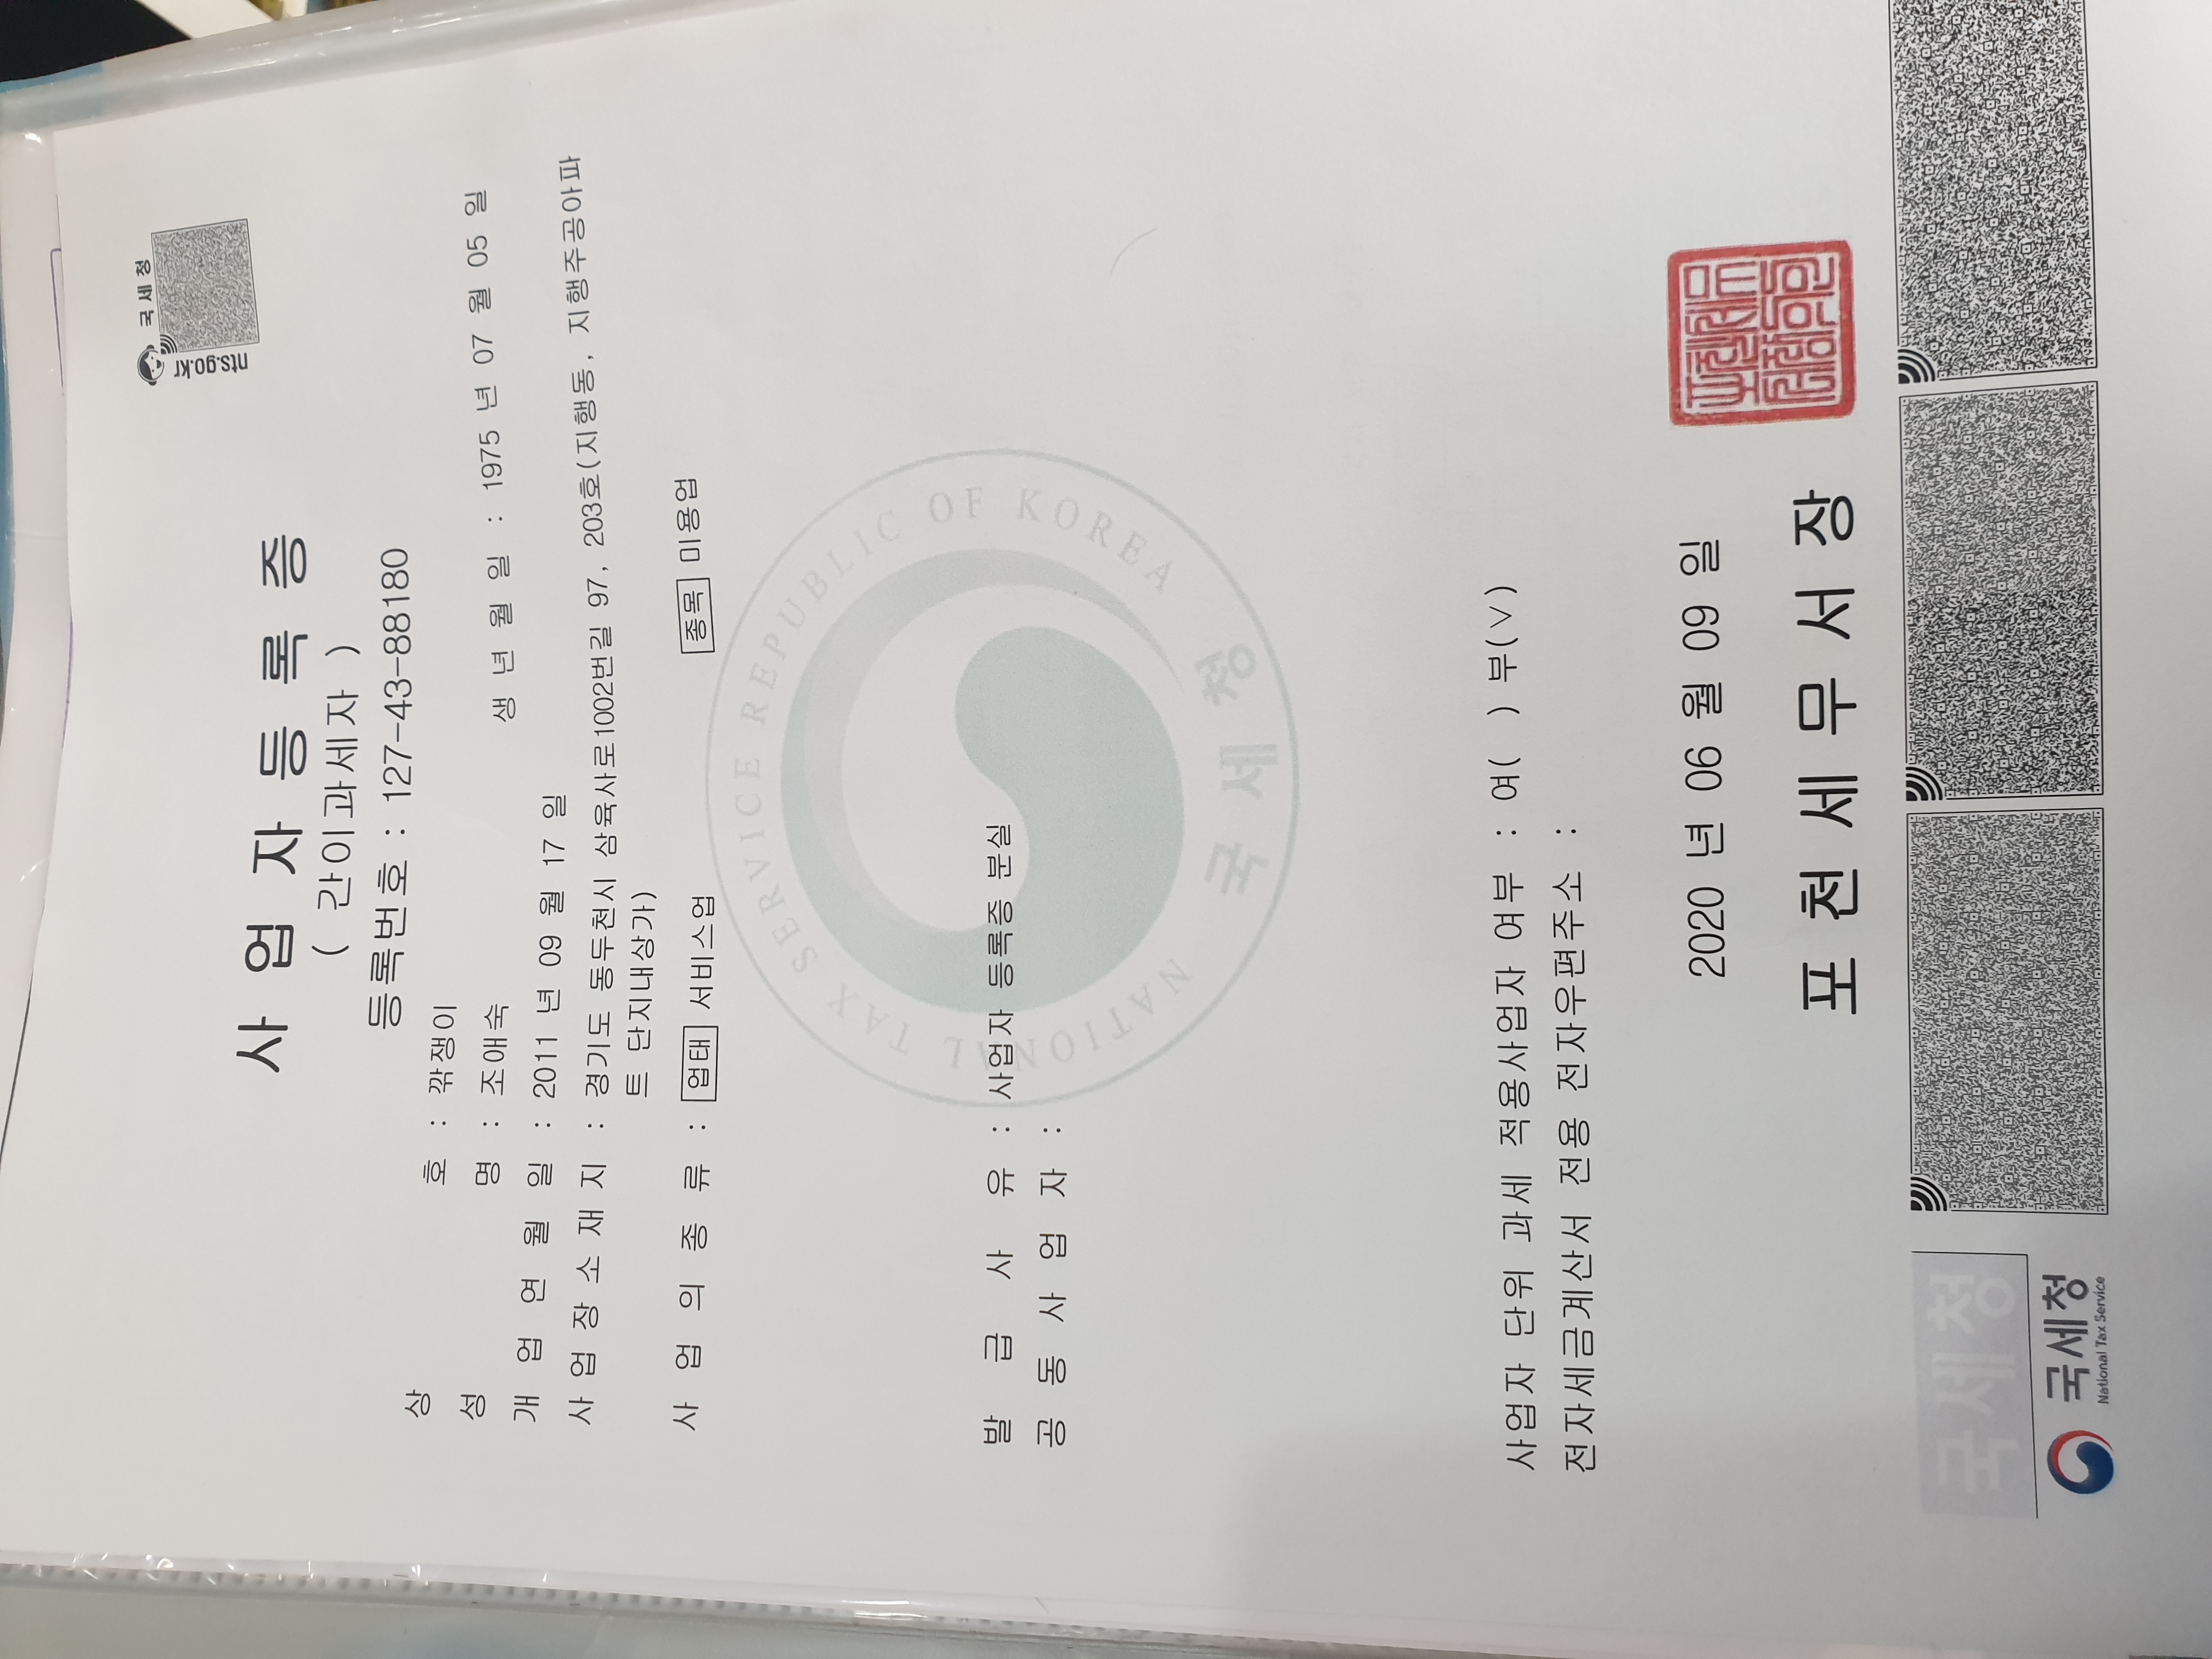 국세청
nts.go.kr
사업자등록증
( 간이과세자 )
등록번호 : 127-43-88180
상 호 : 깎쟁이
성 명 : 조애숙 생 년 월 일 : 1975 년 07 월 05 일
개 업 연 월 일 : 2011 년 09 월 17 일
사 업 장 소 재 지 : 경기도 동두천시 삼육사로1002번길 97, 203호(지행동, 지행주공아파
트 단지내상가)
사 업 의 종 류 : 업태 서비스업 종목 미용업
NATIONAL TAX SERVICE REPUBLIC OF KOREA
국세청
발 급 사 유 : 사업자 등록증 분실
공 동 사 업 자 :
사업자 단위 과세 적용사업자 여부 : 여( ) 부(∨)
전자세금계산서 전용 전자우편주소 :
2020 년 06 월 09 일
포 천 세 무 서 장
국세청
국세청
National Tax Service